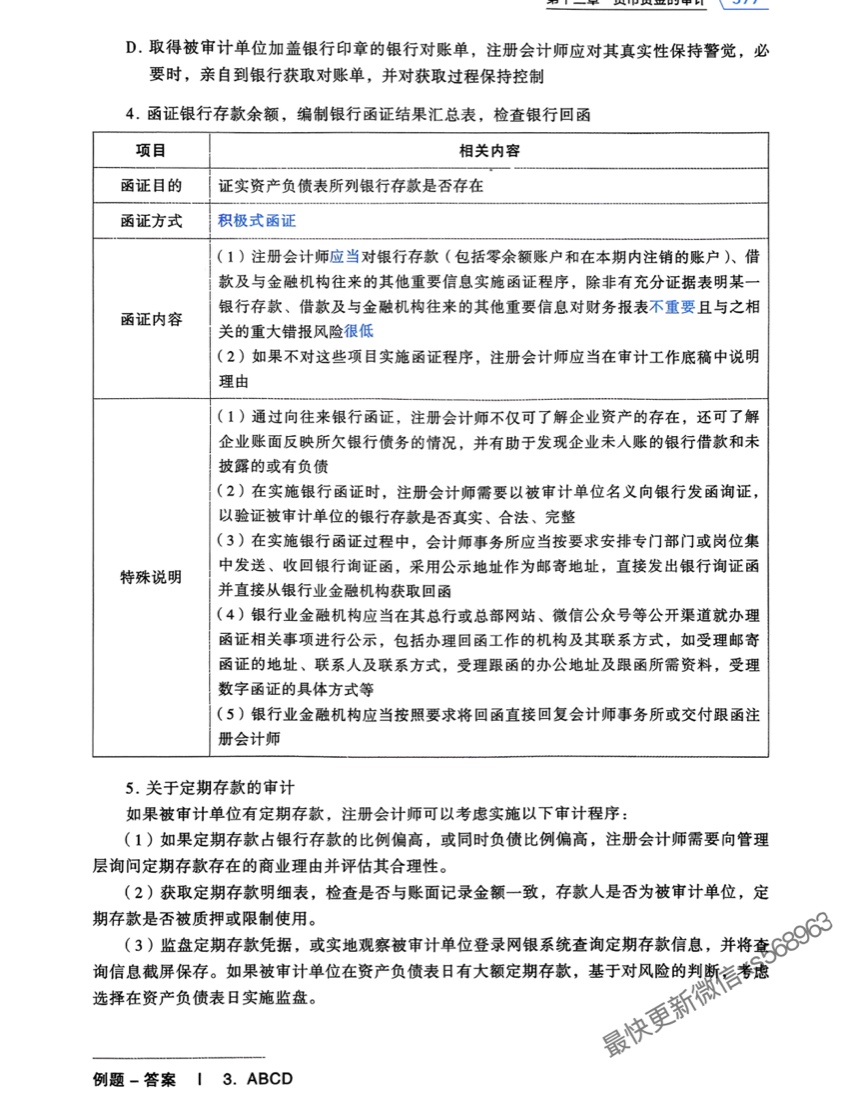 第十二章 货币资金的审计 377
D. 取得被审计单位加盖银行印章的银行对账单，注册会计师应对其真实性保持警觉，必
要时，亲自到银行获取对账单，并对获取过程保持控制
4. 函证银行存款余额，编制银行函证结果汇总表，检查银行回函
项目 相关内容
函证目的 证实资产负债表所列银行存款是否存在
函证方式 积极式函证
函证内容
（1）注册会计师应当对银行存款（包括零余额账户和在本期内注销的账户）、借
款及与金融机构往来的其他重要信息实施函证程序，除非有充分证据表明某一
银行存款、借款及与金融机构往来的其他重要信息对财务报表不重要且与之相
关的重大错报风险很低
（2）如果不对这些项目实施函证程序，注册会计师应当在审计工作底稿中说明
理由
特殊说明
（1）通过向往来银行函证，注册会计师不仅可了解企业资产的存在，还可了解
企业账面反映所欠银行债务的情况，并有助于发现企业未入账的银行借款和未
披露的或有负债
（2）在实施银行函证时，注册会计师需要以被审计单位名义向银行发函询证，
以验证被审计单位的银行存款是否真实、合法、完整
（3）在实施银行函证过程中，会计师事务所应当按要求安排专门部门或岗位集
中发送、收回银行询证函，采用公示地址作为邮寄地址，直接发出银行询证函
并直接从银行业金融机构获取回函
（4）银行业金融机构应当在其总行或总部网站、微信公众号等公开渠道就办理
函证相关事项进行公示，包括办理回函工作的机构及其联系方式，如受理邮寄
函证的地址、联系人及联系方式，受理跟函的办公地址及跟函所需资料，受理
数字函证的具体方式等
（5）银行业金融机构应当按照要求将回函直接回复会计师事务所或交付跟函注
册会计师
5. 关于定期存款的审计
如果被审计单位有定期存款，注册会计师可以考虑实施以下审计程序：
（1）如果定期存款占银行存款的比例偏高，或同时负债比例偏高，注册会计师需要向管理
层询问定期存款存在的商业理由并评估其合理性。
（2）获取定期存款明细表，检查是否与账面记录金额一致，存款人是否为被审计单位，定
期存款是否被质押或限制使用。
（3）监盘定期存款凭据，或实地观察被审计单位登录网银系统查询定期存款信息，并将查
询信息截屏保存。如果被审计单位在资产负债表日有大额定期存款，基于对风险的判断，考虑
选择在资产负债表日实施监盘。
例题－答案 | 3. ABCD
最快更新微信
568963